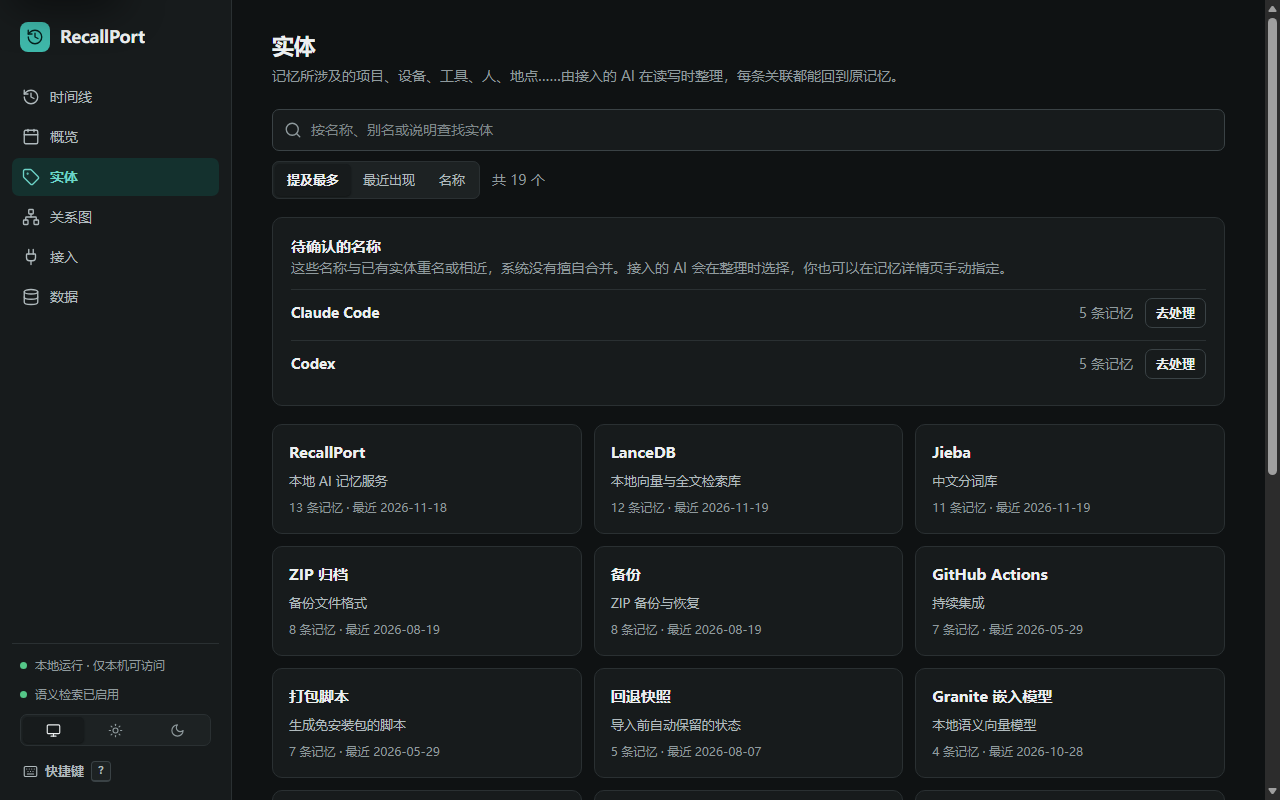 RecallPort
时间线
概览
实体
关系图
接入
数据
本地运行 · 仅本机可访问
语义检索已启用
快捷键 ?
实体
记忆所涉及的项目、设备、工具、人、地点……由接入的 AI 在读写时整理，每条关联都能回到原记忆。
按名称、别名或说明查找实体
提及最多 最近出现 名称 共 19 个
待确认的名称
这些名称与已有实体重名或相近，系统没有擅自合并。接入的 AI 会在整理时选择，你也可以在记忆详情页手动指定。
Claude Code 5 条记忆 去处理
Codex 5 条记忆 去处理
RecallPort
本地 AI 记忆服务
13 条记忆 · 最近 2026-11-18
LanceDB
本地向量与全文检索库
12 条记忆 · 最近 2026-11-19
Jieba
中文分词库
11 条记忆 · 最近 2026-11-19
ZIP 归档
备份文件格式
8 条记忆 · 最近 2026-08-19
备份
ZIP 备份与恢复
8 条记忆 · 最近 2026-08-19
GitHub Actions
持续集成
7 条记忆 · 最近 2026-05-29
打包脚本
生成免安装包的脚本
7 条记忆 · 最近 2026-05-29
回退快照
导入前自动保留的状态
5 条记忆 · 最近 2026-08-07
Granite 嵌入模型
本地语义向量模型
4 条记忆 · 最近 2026-10-28